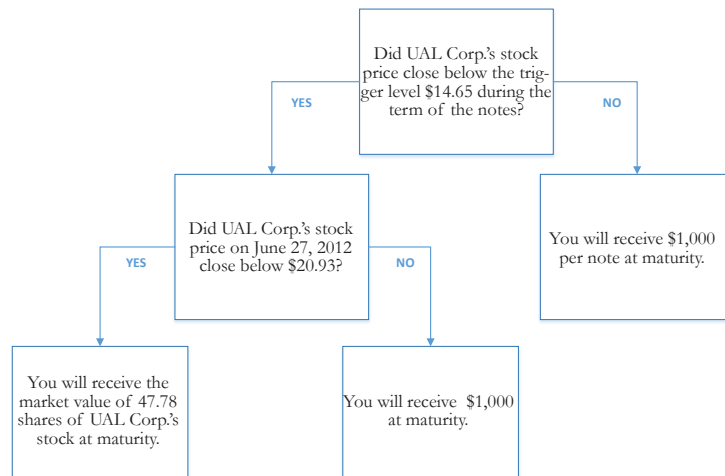 Did UAL Corp.'s stock
price close below the trig-
ger level $14.65 during the
term of the notes?
YES
NO
Did UAL Corp.'s stock
price on June 27, 2012
close below $20.93?
You will receive $1,000
per note at maturity.
YES
NO
You will receive the
market value of 47.78
shares of UAL Corp.'s
stock at maturity.
You will receive $1,000
at maturity.